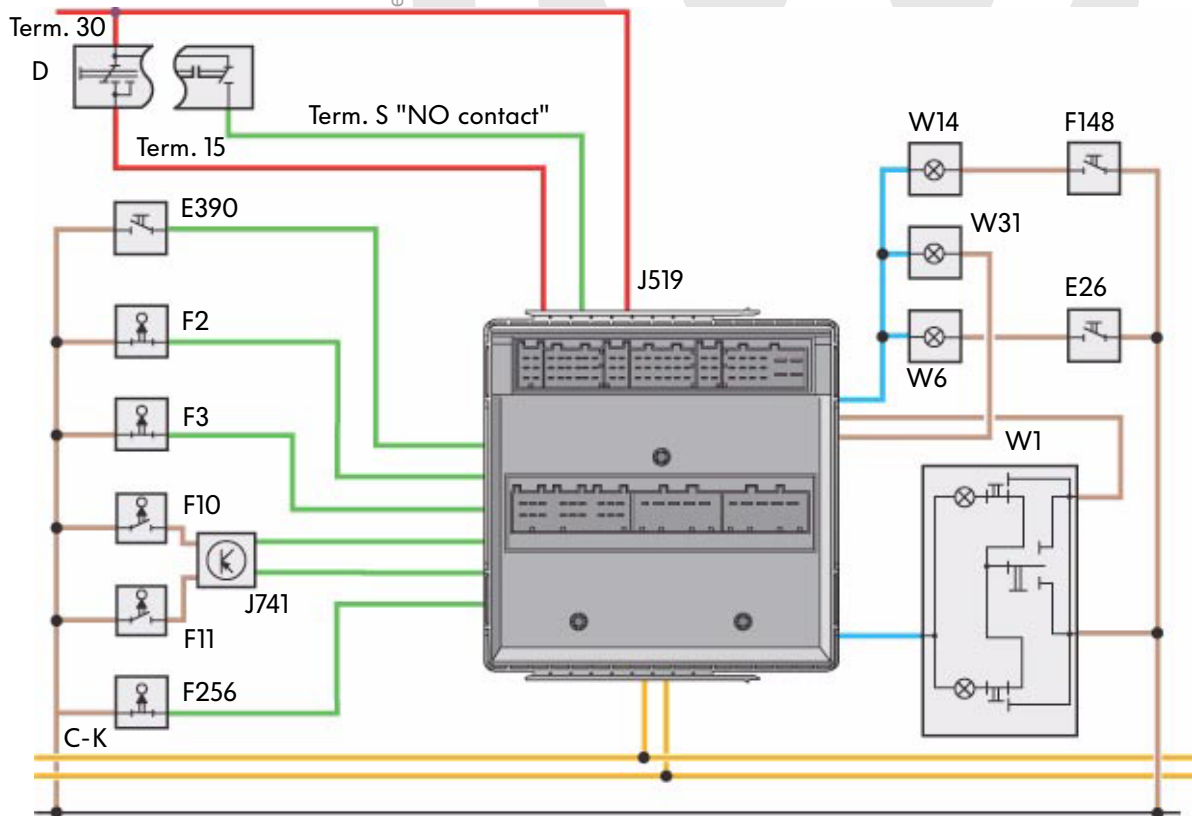 Term. 30
D
Term. S "NO contact"
Term. 15
W14
F148
E390
W31
J519
E26
F2
W6
F3
W1
F10
J741
F11
F256
C-K